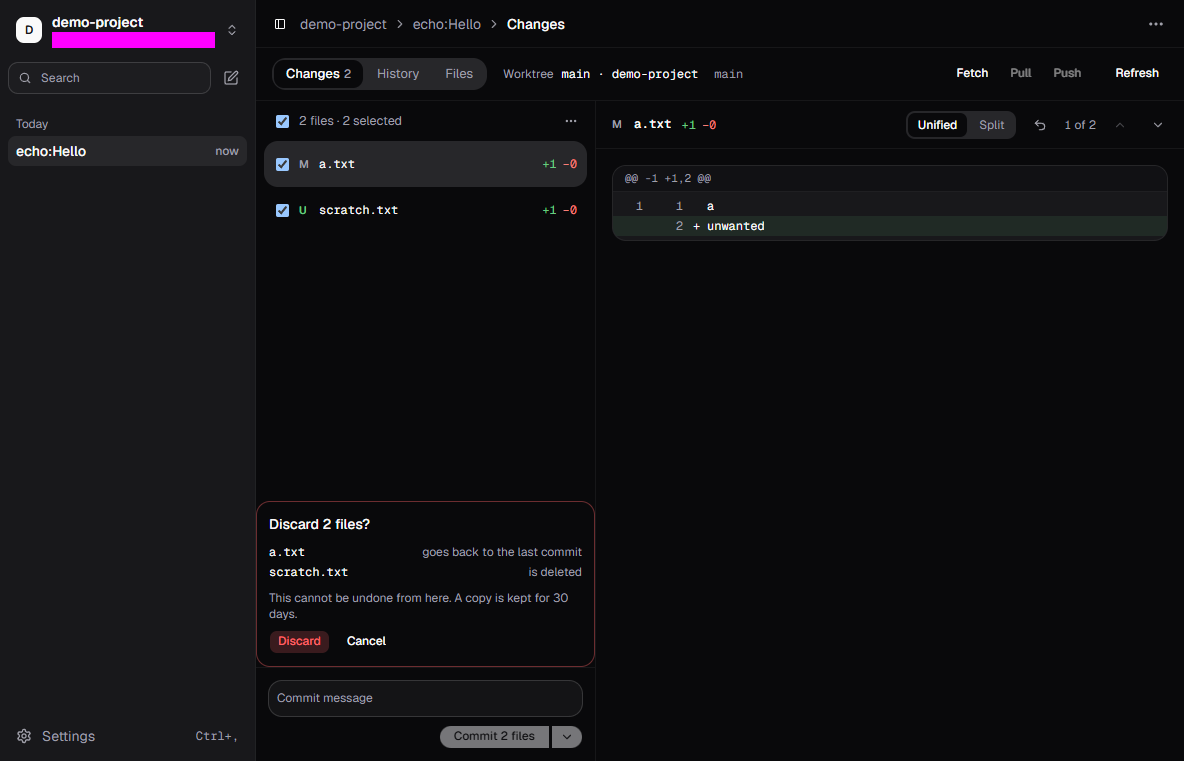 D
demo-project
Search
Today
echo:Hello now
Settings Ctrl+,
demo-project > echo:Hello > Changes
Changes 2 History Files Worktree main · demo-project main Fetch Pull Push Refresh
2 files · 2 selected
M a.txt +1 −0
U scratch.txt +1 −0
Discard 2 files?
a.txt goes back to the last commit
scratch.txt is deleted
This cannot be undone from here. A copy is kept for 30
days.
Discard Cancel
Commit message
Commit 2 files
M a.txt +1 −0 Unified Split 1 of 2
@@ -1 +1,2 @@
1 1 a
2 + unwanted